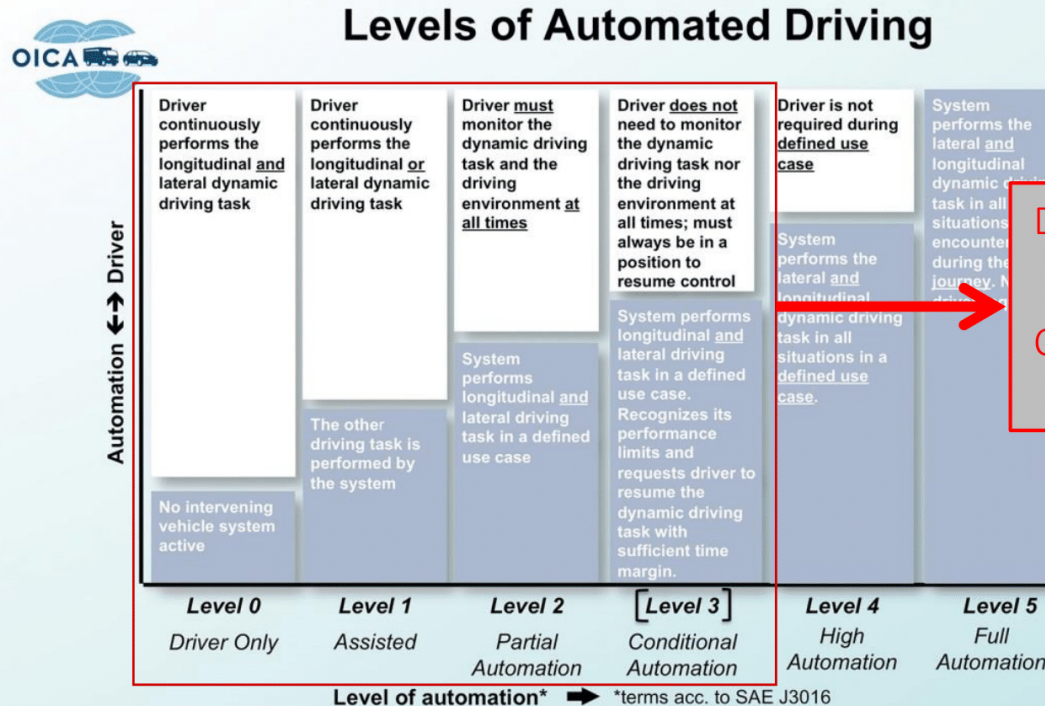 Levels of Automated Driving
OICA
Automation ←→ Driver
Driver
continuously
performs the
longitudinal and
lateral dynamic
driving task
No intervening
vehicle system
active
Level 0
Driver Only
Driver
continuously
performs the
longitudinal or
lateral dynamic
driving task
The other
driving task is
performed by
the system
Level 1
Assisted
Driver must
monitor the
dynamic driving
task and the
driving
environment at
all times
System
performs
longitudinal and
lateral driving
task in a defined
use case
Level 2
Partial
Automation
Driver does not
need to monitor
the dynamic
driving task nor
the driving
environment at
all times; must
always be in a
position to
resume control
System performs
longitudinal and
lateral driving
task in a defined
use case.
Recognizes its
performance
limits and
requests driver to
resume the
dynamic driving
task with
sufficient time
margin.
[Level 3]
Conditional
Automation
Driver is not
required during
defined use
case
System
performs the
lateral and
longitudinal
dynamic driving
task in all
situations in a
defined use
case.
Level 4
High
Automation
System
performs the
lateral and
longitudinal
dynamic
task in all
situations
during the
journey.
Level 5
Full
Automation
Level of automation* ➡ *terms acc. to SAE J3016